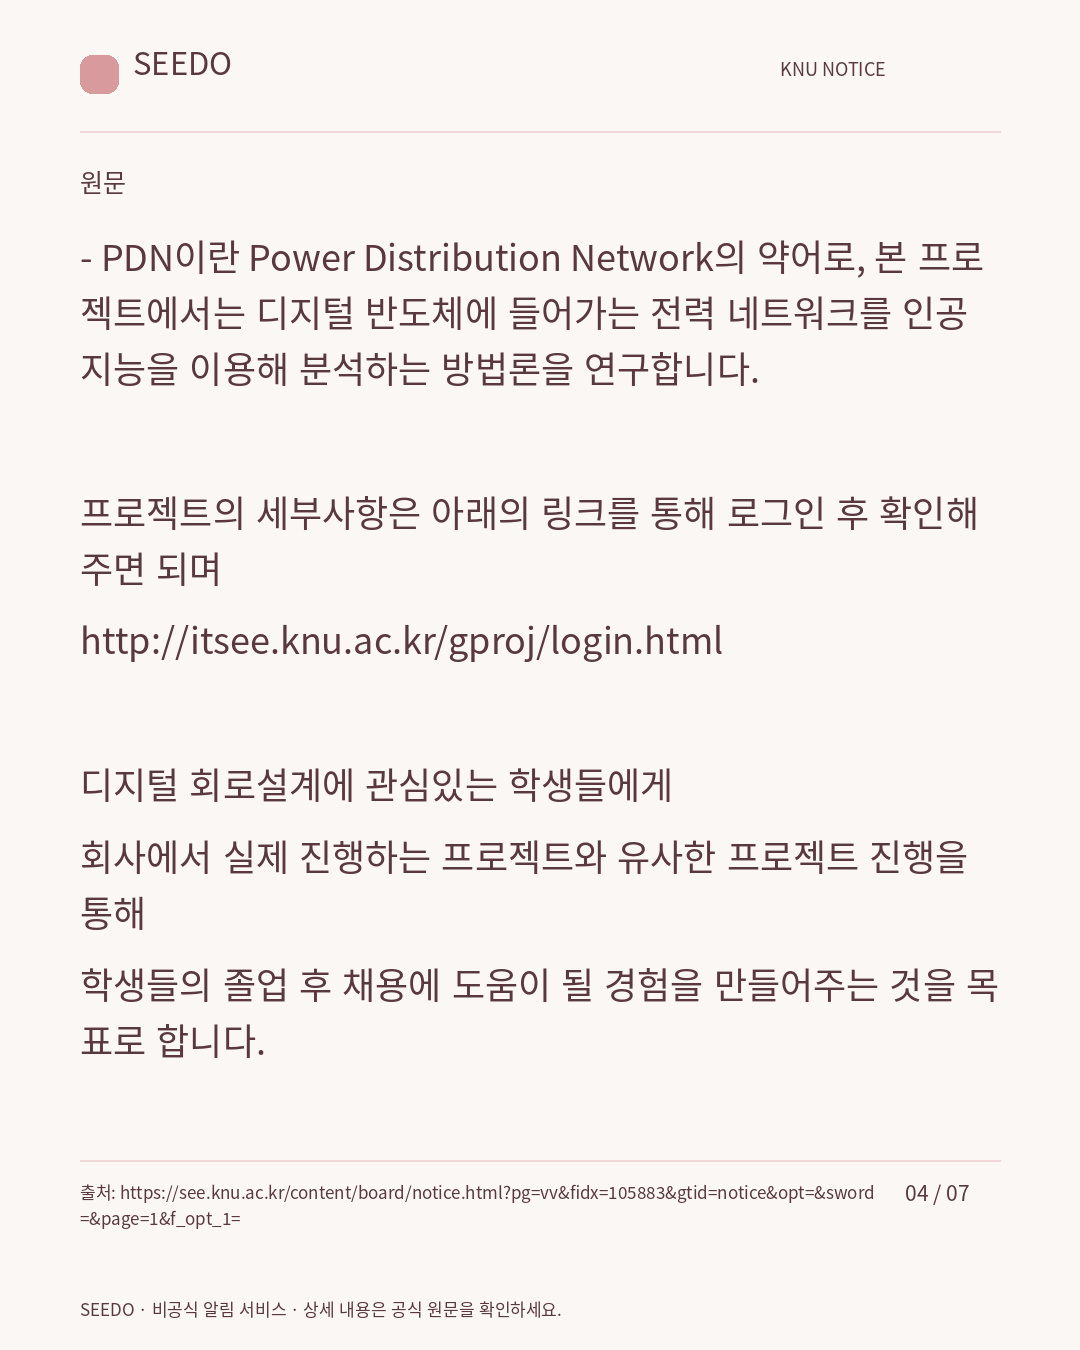 SEEDO
KNU NOTICE
원문
- PDN이란 Power Distribution Network의 약어로, 본 프로
젝트에서는 디지털 반도체에 들어가는 전력 네트워크를 인공
지능을 이용해 분석하는 방법론을 연구합니다.
프로젝트의 세부사항은 아래의 링크를 통해 로그인 후 확인해
주면 되며
http://itsee.knu.ac.kr/gproj/login.html
디지털 회로설계에 관심있는 학생들에게
회사에서 실제 진행하는 프로젝트와 유사한 프로젝트 진행을
통해
학생들의 졸업 후 채용에 도움이 될 경험을 만들어주는 것을 목
표로 합니다.
출처: https://see.knu.ac.kr/content/board/notice.html?pg=vv&fidx=105883&gtid=notice&opt=&sword
=&page=1&f_opt_1=
04 / 07
SEEDO · 비공식 알림 서비스 · 상세 내용은 공식 원문을 확인하세요.